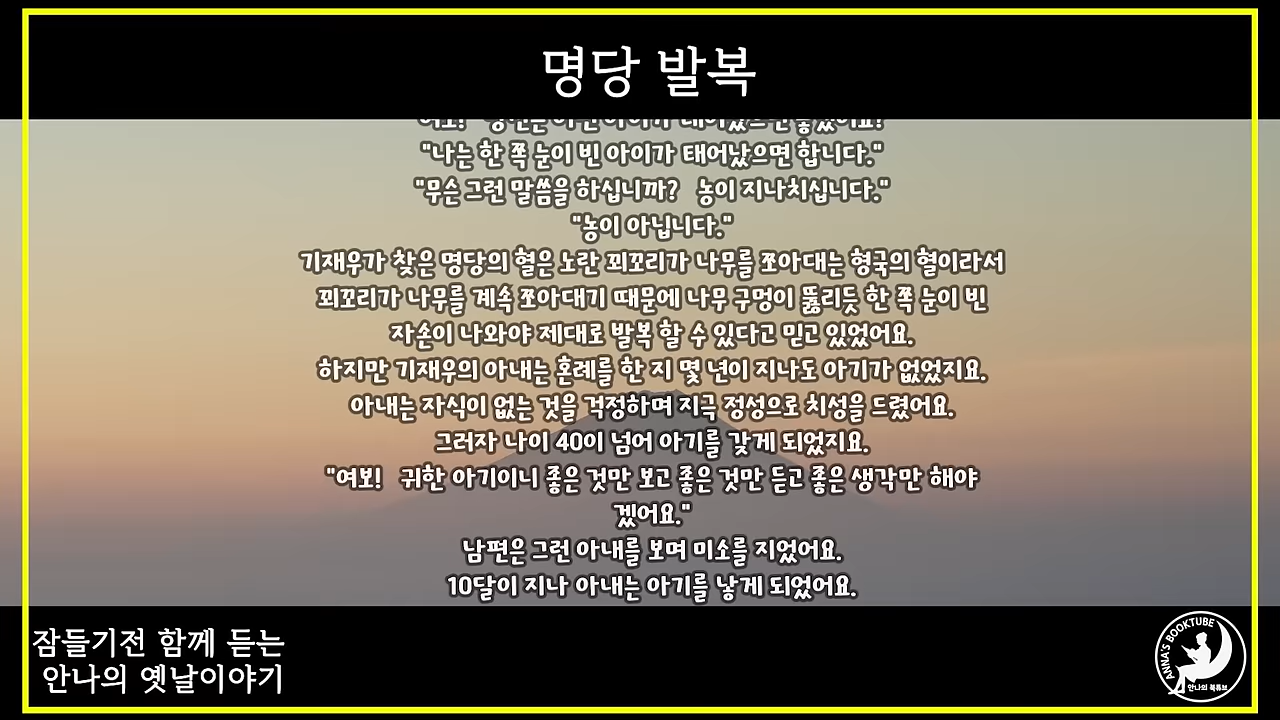 명당 발복
"나는 한 쪽 눈이 빈 아이가 태어났으면 합니다."
"무슨 그런 말씀을 하십니까? 농이 지나치십니다."
"농이 아닙니다."
기재우가 찾은 명당의 혈은 노란 꾀꼬리가 나무를 쪼아대는 형국의 혈이라서
꾀꼬리가 나무를 계속 쪼아대기 때문에 나무 구멍이 뚫리듯 한 쪽 눈이 빈
자손이 나와야 제대로 발복 할 수 있다고 믿고 있었어요.
하지만 기재우의 아내는 혼례를 한 지 몇 년이 지나도 아기가 없었지요.
아내는 자식이 없는 것을 걱정하며 지극 정성으로 치성을 드렸어요.
그러자 나이 40이 넘어 아기를 갖게 되었지요.
"여보! 귀한 아기이니 좋은 것만 보고 좋은 것만 듣고 좋은 생각만 해야
겠어요."
남편은 그런 아내를 보며 미소를 지었어요.
10달이 지나 아내는 아기를 낳게 되었어요.
잠들기전 함께 듣는
안나의 옛날이야기
ANNA'S BOOKTUBE
안나의 북튜브